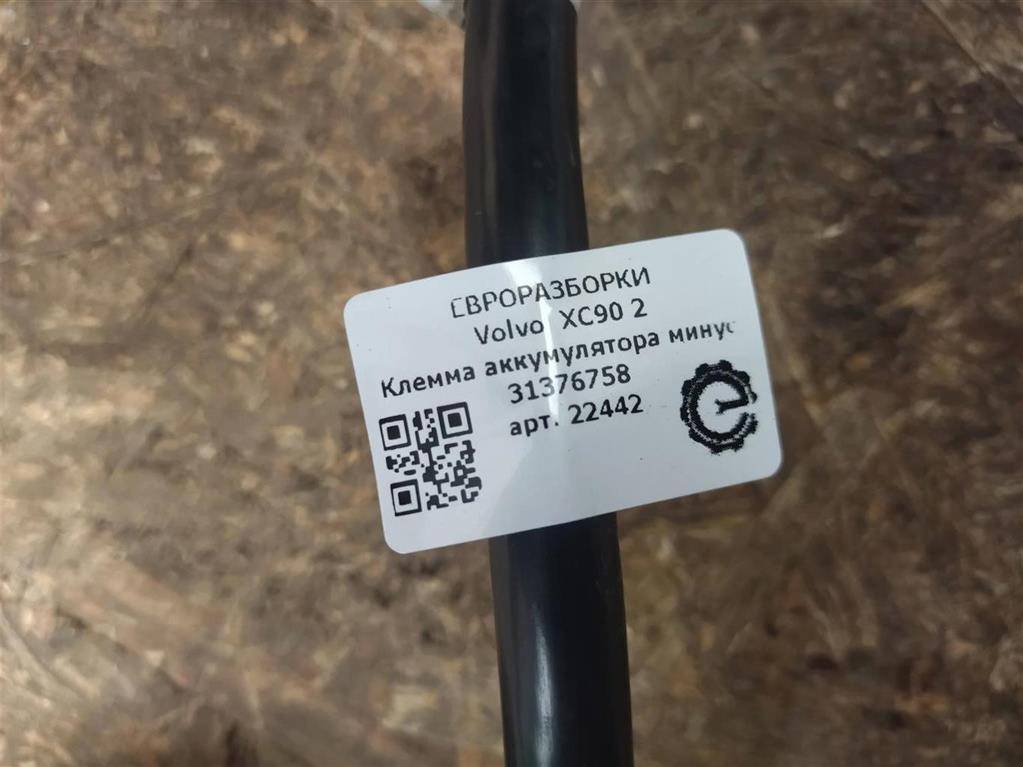 ЕВРОРАЗБОРКИ
Volvo XC90 2
Клемма аккумулятора минус
31376758
арт. 22442